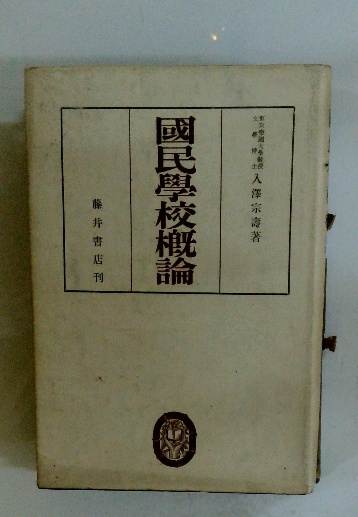 東京帝國大學教授
文學博士
入澤宗壽著
國民學校概論
藤井書店刊